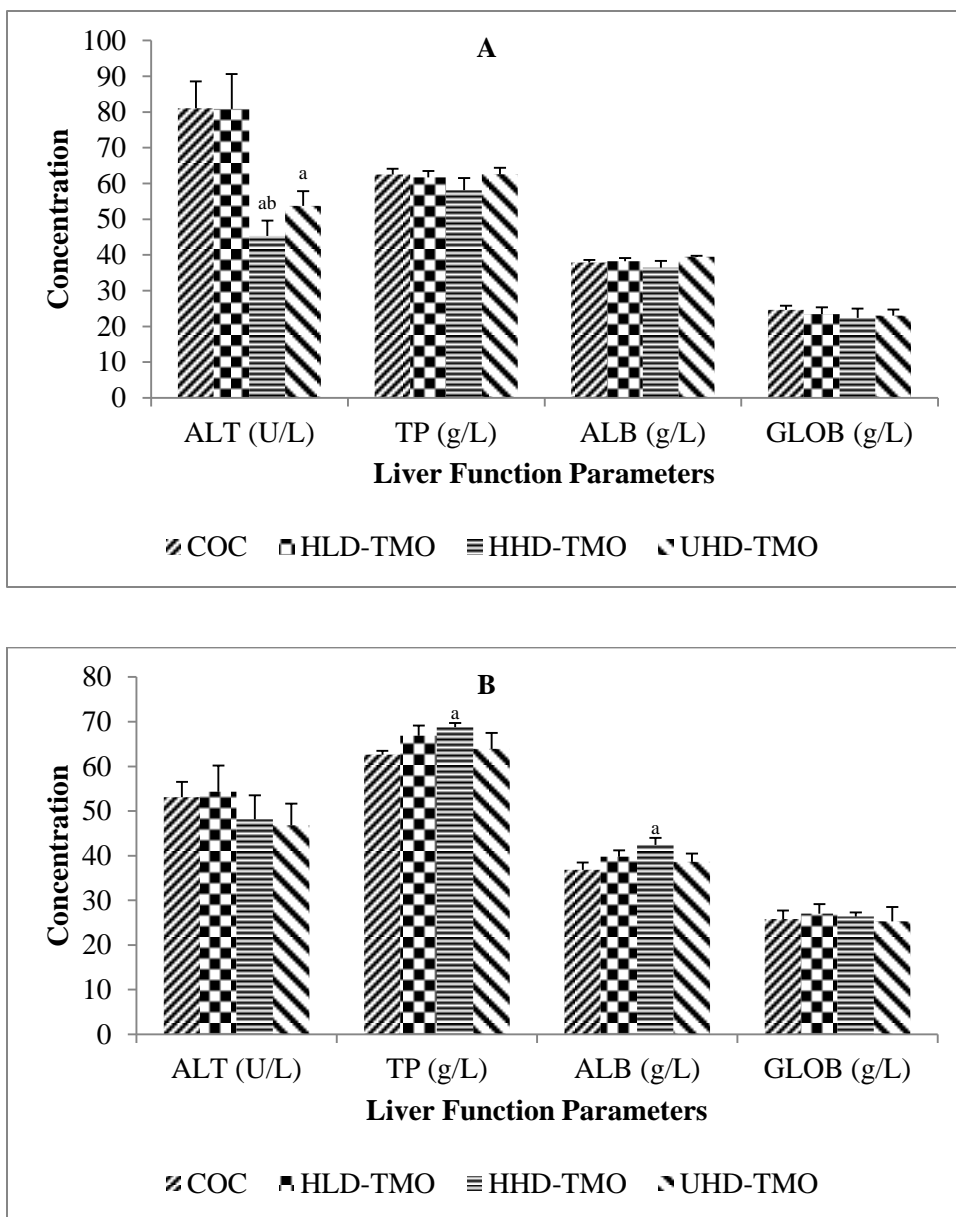 A
100
90
80
70
60
50
40
30
20
10
0
Concentration
ab
a
ALT (U/L) TP (g/L) ALB (g/L) GLOB (g/L)
Liver Function Parameters
COC HLD-TMO HHD-TMO UHD-TMO
B
80
70
60
50
40
30
20
10
0
Concentration
a
a
ALT (U/L) TP (g/L) ALB (g/L) GLOB (g/L)
Liver Function Parameters
COC HLD-TMO HHD-TMO UHD-TMO